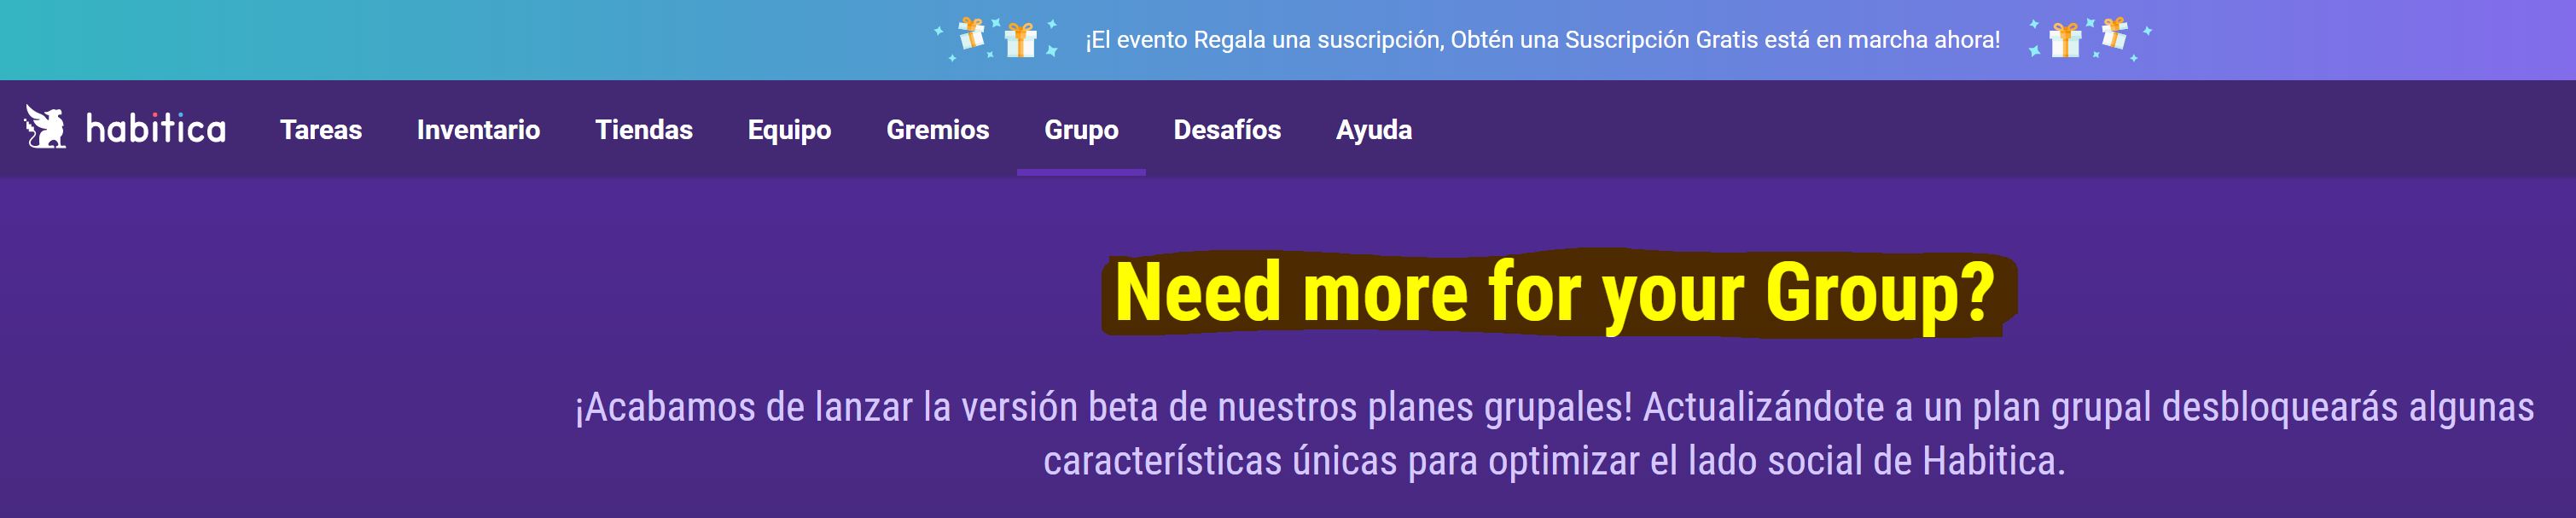 ¡El evento Regala una suscripción, Obtén una Suscripción Gratis está en marcha ahora!
habitica Tareas Inventario Tiendas Equipo Gremios Grupo Desafíos Ayuda
Need more for your Group?
¡Acabamos de lanzar la versión beta de nuestros planes grupales! Actualizándote a un plan grupal desbloquearás algunas
características únicas para optimizar el lado social de Habitica.